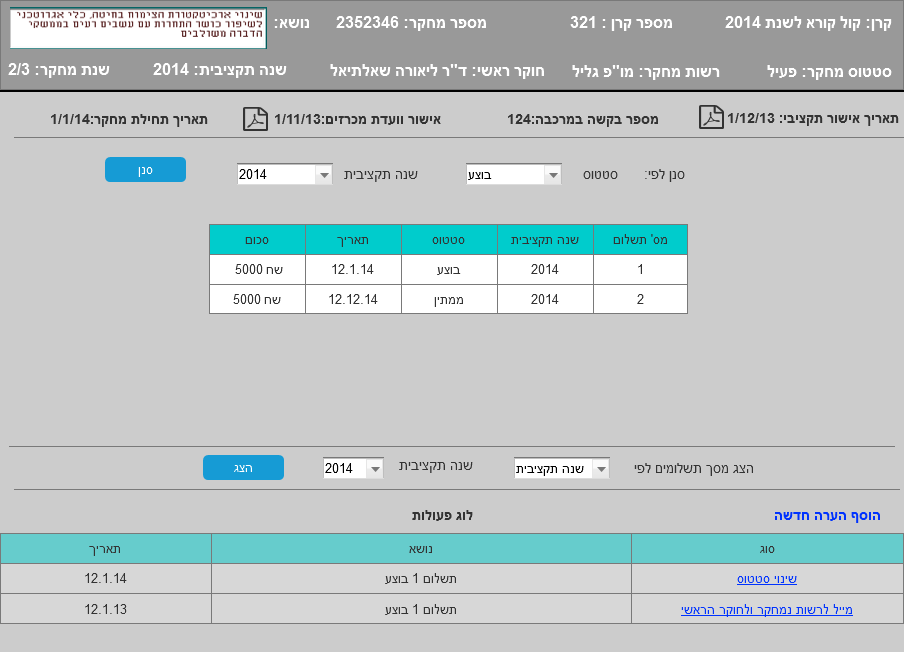 קרן: קול קורא לשנת 2014 מספר קרן : 321 מספר מחקר: 2352346 נושא:
שינוי ארכיטקטורת הצימוח בחיטה, ככלי אגרוטכני
לשיפור כושר התחרות עם עשבים רעים בממשקי
הדברה משולבים
סטטוס מחקר: פעיל רשות מחקר: מו"פ גליל חוקר ראשי: ד"ר ליאורה שאלתיאל שנה תקציבית: 2014 שנת מחקר: 2/3
תאריך אישור תקציבי: 1/12/13 מספר בקשה במרכבה:124 אישור וועדת מכרזים:1/11/13 תאריך תחילת מחקר:1/1/14
סנן לפי: סטטוס בוצע שנה תקציבית 2014 סנן
מס' תשלום שנה תקציבית סטטוס תאריך סכום
1 2014 בוצע 12.1.14 5000 שח
2 2014 ממתין 12.12.14 5000 שח
הצג מסך תשלומים לפי שנה תקציבית שנה תקציבית 2014 הצג
הוסף הערה חדשה לוג פעולות
סוג נושא תאריך
שינוי סטטוס תשלום 1 בוצע 12.1.14
מייל לרשות נמחקר ולחוקר הראשי תשלום 1 בוצע 12.1.13